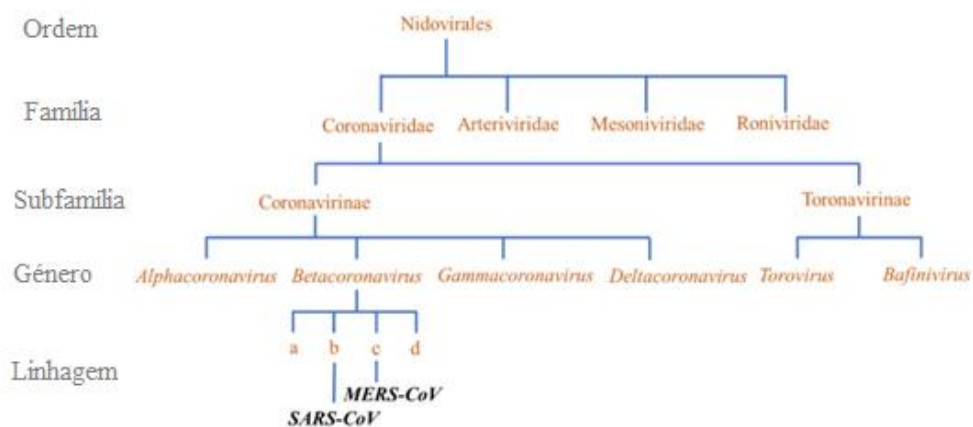 Ordem
Nidovirales
Família
Coronaviridae Arteriviridae Mesoniviridae Roniviridae
Subfamília
Coronavirinae Toronavirinae
Género
Alphacoronavirus Betacoronavirus Gammacoronavirus Deltacoronavirus Torovirus Bafinivirus
a b c d
Linhagem
MERS-CoV
SARS-CoV